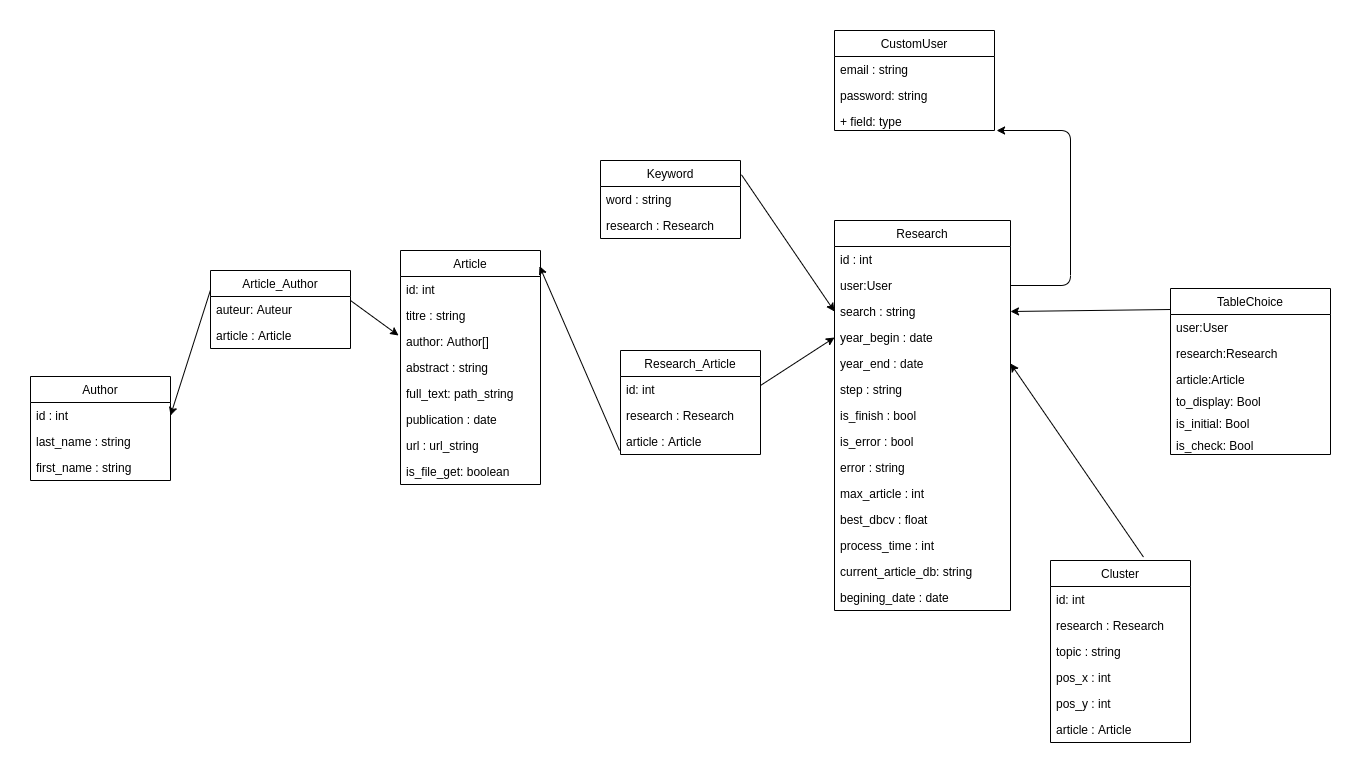 CustomUser
email : string
password: string
+ field: type
Keyword
word : string
research : Research
Research
id : int
user:User
search : string
year_begin : date
year_end : date
step : string
is_finish : bool
is_error : bool
error : string
max_article : int
best_dbcv : float
process_time : int
current_article_db: string
begining_date : date
Article
id: int
titre : string
author: Author[]
abstract : string
full_text: path_string
publication : date
url : url_string
is_file_get: boolean
Article_Author
auteur: Auteur
article : Article
TableChoice
user:User
research:Research
article:Article
to_display: Bool
is_initial: Bool
is_check: Bool
Research_Article
id: int
research : Research
article : Article
Author
id : int
last_name : string
first_name : string
Cluster
id: int
research : Research
topic : string
pos_x : int
pos_y : int
article : Article